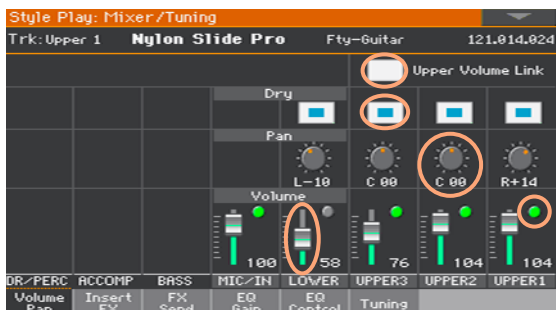 Style Play: Mixer/Tuning
Trk:Upper 1 Nylon Slide Pro Fty-Guitar 121.014.024
Upper Volume Link
Dry
Pan
L-10 C 00 C 00 R+14
Volume
100 58 76 104 104
DR/PERC ACCOMP BASS MIC/IN LOWER UPPER3 UPPER2 UPPER1
Volume Insert FX EQ EQ Tuning
Pan FX Send Gain Control